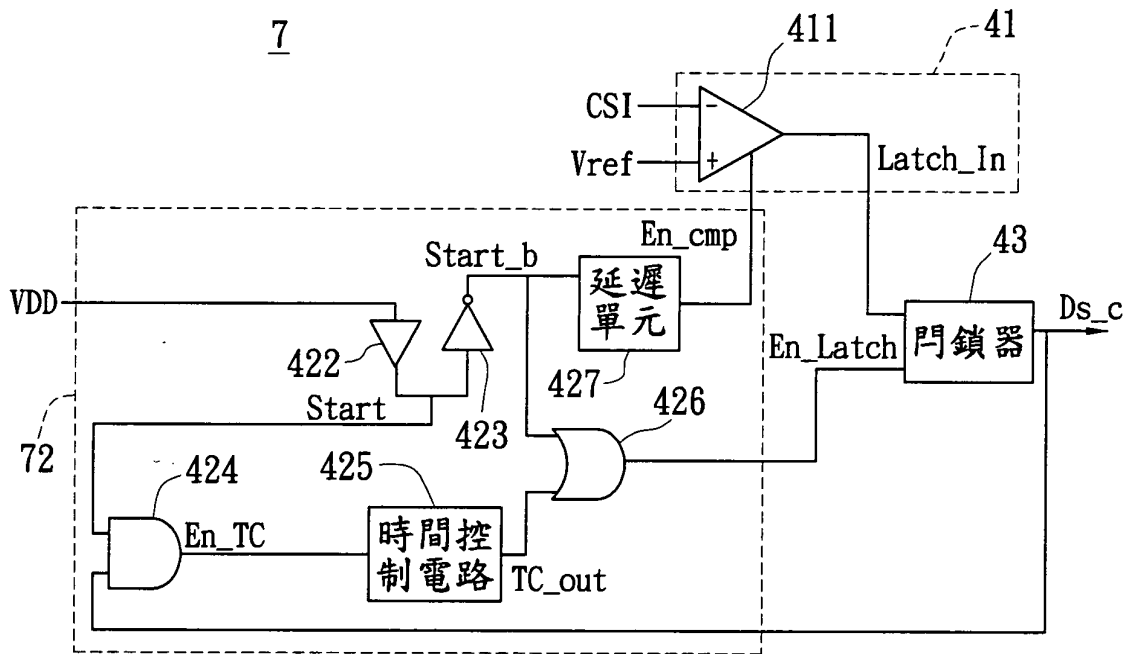 7
411
41
CSI
-
Vref
+
Latch_In
En_cmp
Start_b
延遲
單元
43
VDD
422
427
En_Latch
閂鎖器
Ds_c
Start
423
426
72
424
425
En_TC
時間控
制電路
TC_out